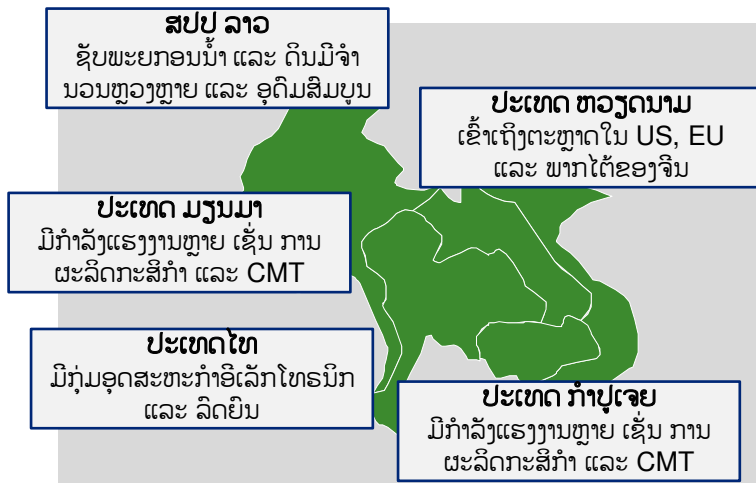 ສປປ ລາວ
ຊັບພະຍກອນນ້ຳ ແລະ ດິນມີຈຳ
ນວນຫຼວງຫຼາຍ ແລະ ອຸດົມສົມບູນ
ປະເທດ ຫວຽດນາມ
ເຂົ້າເຖິງຕະຫຼາດໃນ US, EU
ແລະ ພາກໄຕ້ຂອງຈີນ
ປະເທດ ມຽນມາ
ມີກຳລັງແຮງງານຫຼາຍ ເຊັ່ນ ການ
ຜະລິດກະສິກຳ ແລະ CMT
ປະເທດໄທ
ມີກຸ່ມອຸດສະຫະກຳອີເລັກໂທຣນິກ
ແລະ ລົດຍົນ
ປະເທດ ກຳປູເຈຍ
ມີກຳລັງແຮງງານຫຼາຍ ເຊັ່ນ ການ
ຜະລິດກະສິກຳ ແລະ CMT